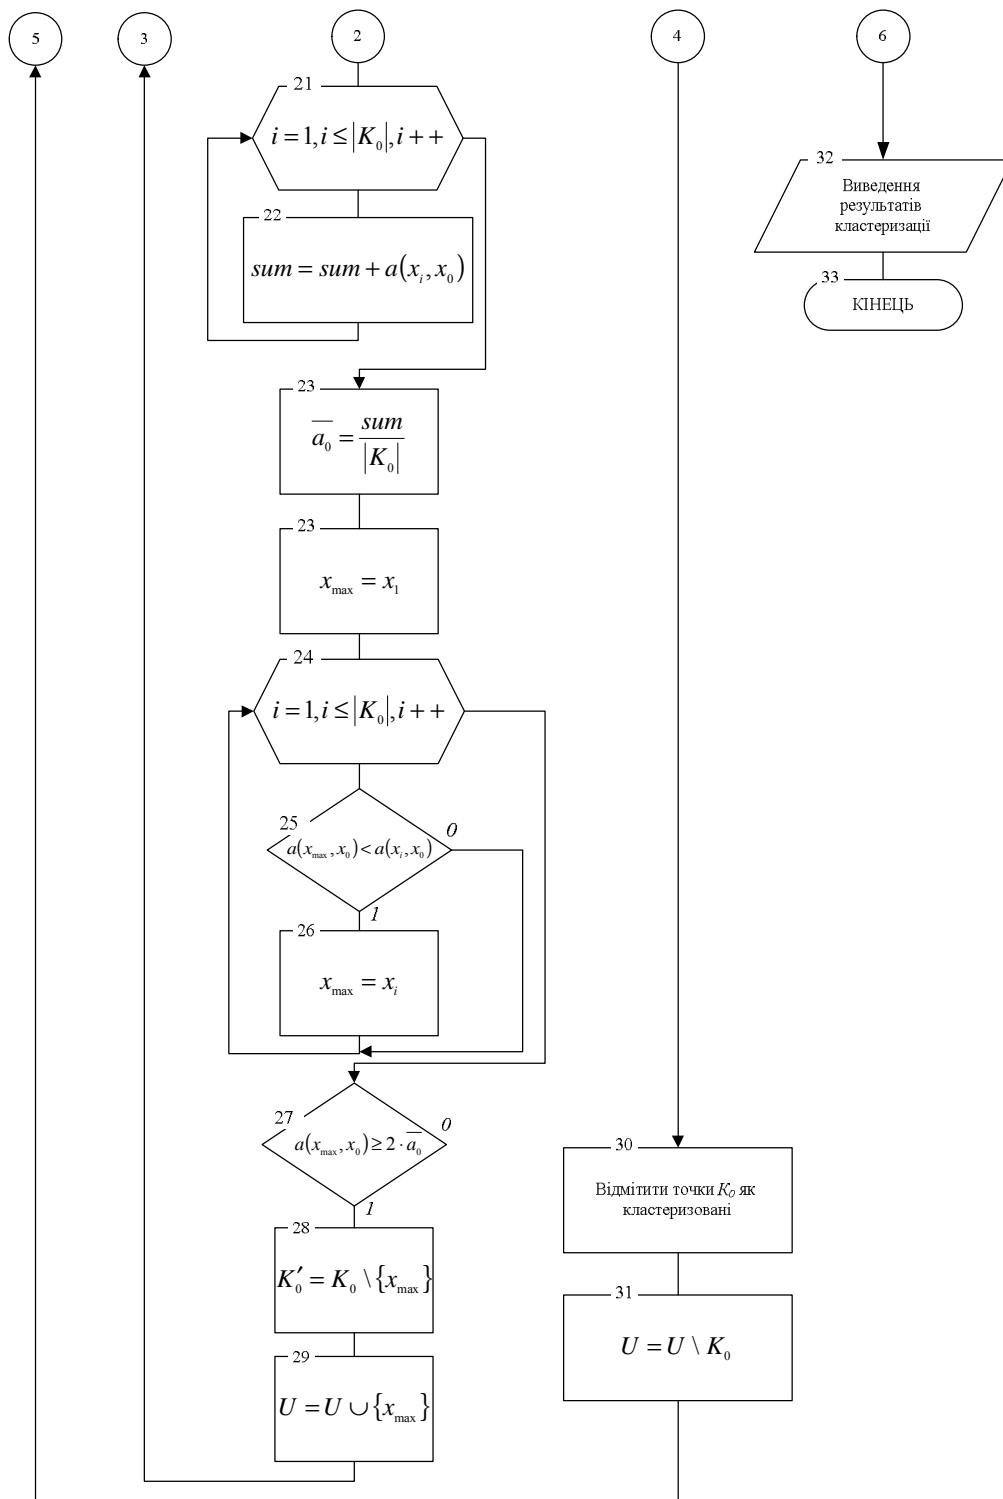 5
3
2
4
6
21
i = 1, i ≤ |K₀|, i + +
22
sum = sum + a(xᵢ, x₀)
32
Виведення
результатів
кластеризації
33
КІНЕЦЬ
23
a̅₀ = sum / |K₀|
23
x_max = x₁
24
i = 1, i ≤ |K₀|, i + +
25
0
a(x_max, x₀) < a(xᵢ, x₀)
1
26
x_max = xᵢ
27
0
a(x_max, x₀) ≥ 2 · a̅₀
1
28
K₀′ = K₀ \ {x_max}
29
U = U ∪ {x_max}
30
Відмітити точки K₀ як
кластеризовані
31
U = U \ K₀